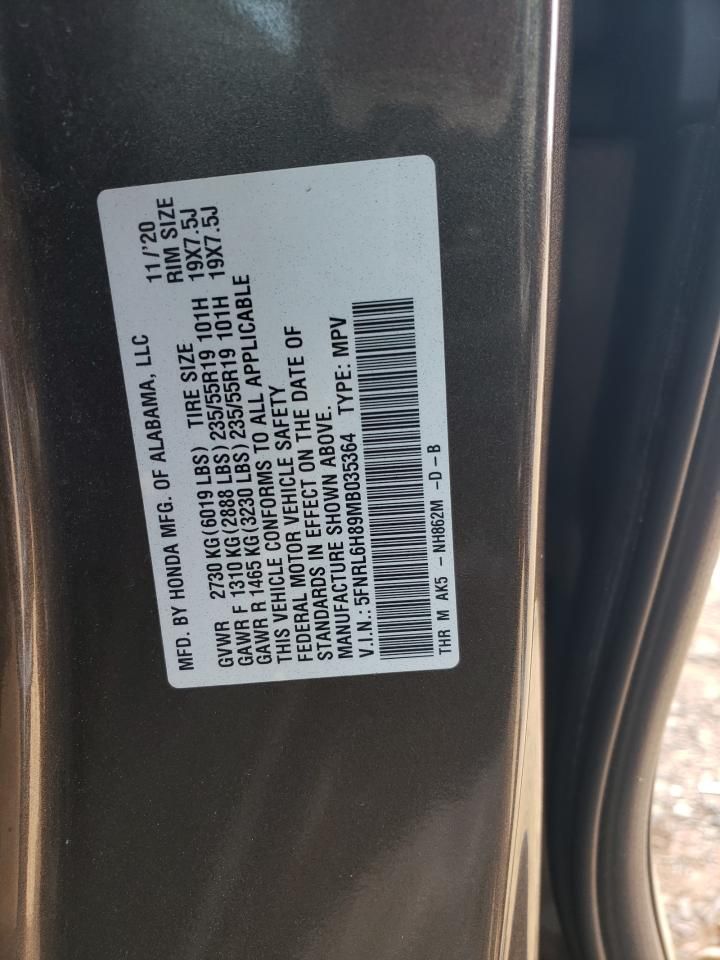 MFD. BY HONDA MFG. OF ALABAMA, LLC 11/'20
GVWR 2730 KG (6019 LBS) TIRE SIZE RIM SIZE
GAWR F 1310 KG (2888 LBS) 235/55R19 101H 19X7.5J
GAWR R 1465 KG (3230 LBS) 235/55R19 101H 19X7.5J
THIS VEHICLE CONFORMS TO ALL APPLICABLE
FEDERAL MOTOR VEHICLE SAFETY
STANDARDS IN EFFECT ON THE DATE OF
MANUFACTURE SHOWN ABOVE.
V.I.N.: 5FNRL6H89MB035364 TYPE: MPV
THR M AK5 - NH862M -D-B